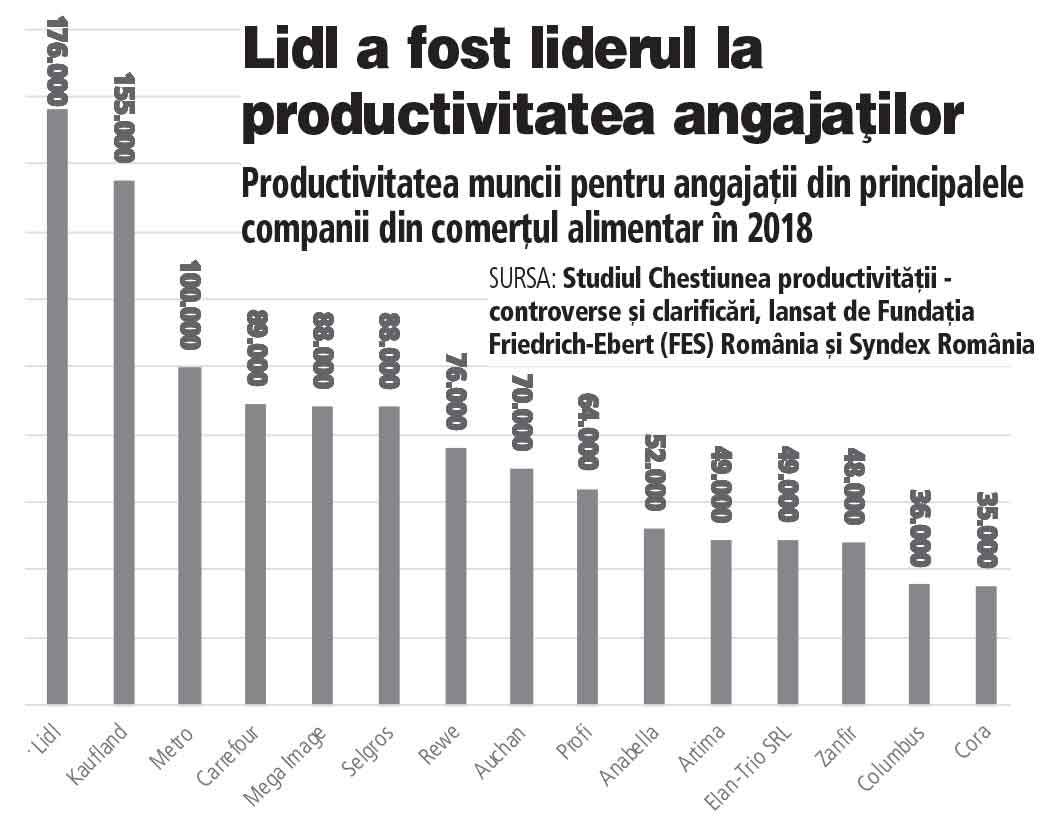 Lidl a fost liderul la
productivitatea angajaţilor
Productivitatea muncii pentru angajații din principalele
companii din comerțul alimentar în 2018
SURSA: Studiul Chestiunea productivității -
controverse și clarificări, lansat de Fundația
Friedrich-Ebert (FES) România și Syndex România
176.000
155.000
100.000
89.000
88.000
88.000
76.000
70.000
64.000
52.000
49.000
49.000
48.000
36.000
35.000
Lidl
Kaufland
Metro
Carrefour
Mega Image
Selgros
Rewe
Auchan
Profi
Anabella
Artima
Elan-Trio SRL
Zanfir
Columbus
Cora